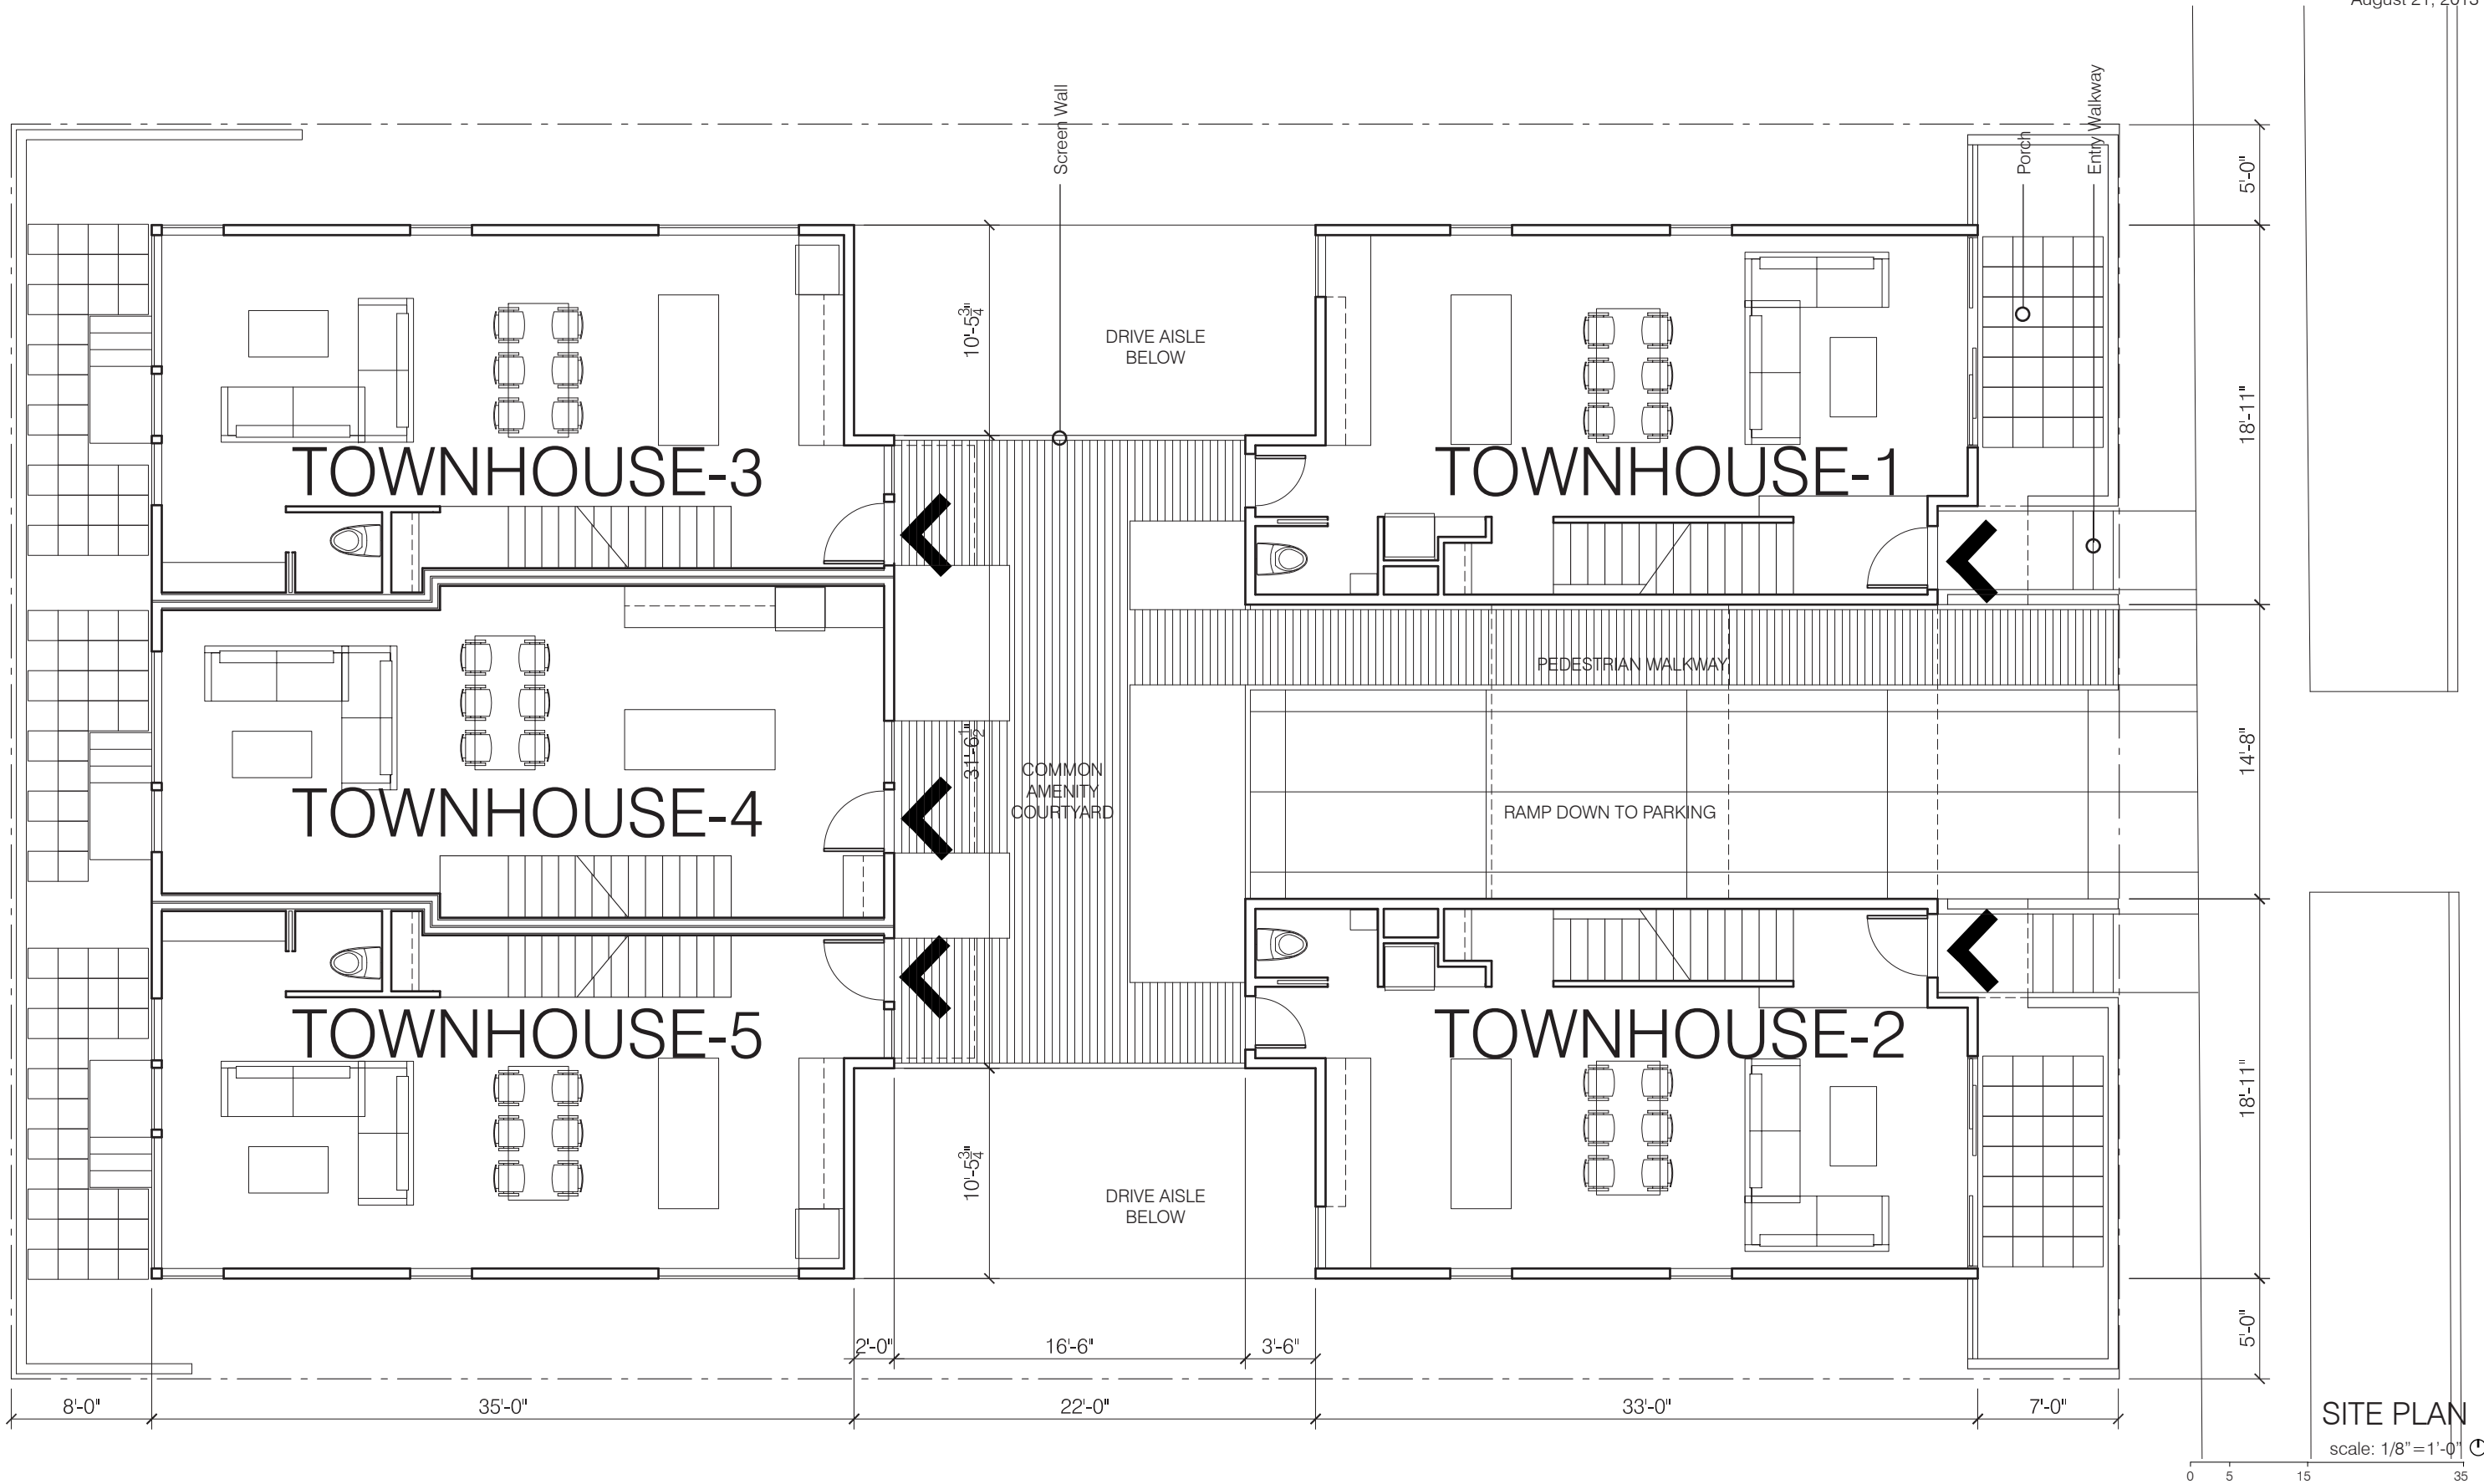 August 21, 2013
Screen Wall
Porch
Entry Walkway
5'-0"
10'-5¾"
DRIVE AISLE
BELOW
18'-11"
TOWNHOUSE-3
TOWNHOUSE-1
PEDESTRIAN WALKWAY
31'-6½"
14'-8"
COMMON
AMENITY
COURTYARD
TOWNHOUSE-4
RAMP DOWN TO PARKING
TOWNHOUSE-5
TOWNHOUSE-2
18'-11"
10'-5¾"
DRIVE AISLE
BELOW
5'-0"
2'-0"
16'-6"
3'-6"
8'-0"
35'-0"
22'-0"
33'-0"
7'-0"
SITE PLAN
scale: 1/8"=1'-0"
0 5 15 35